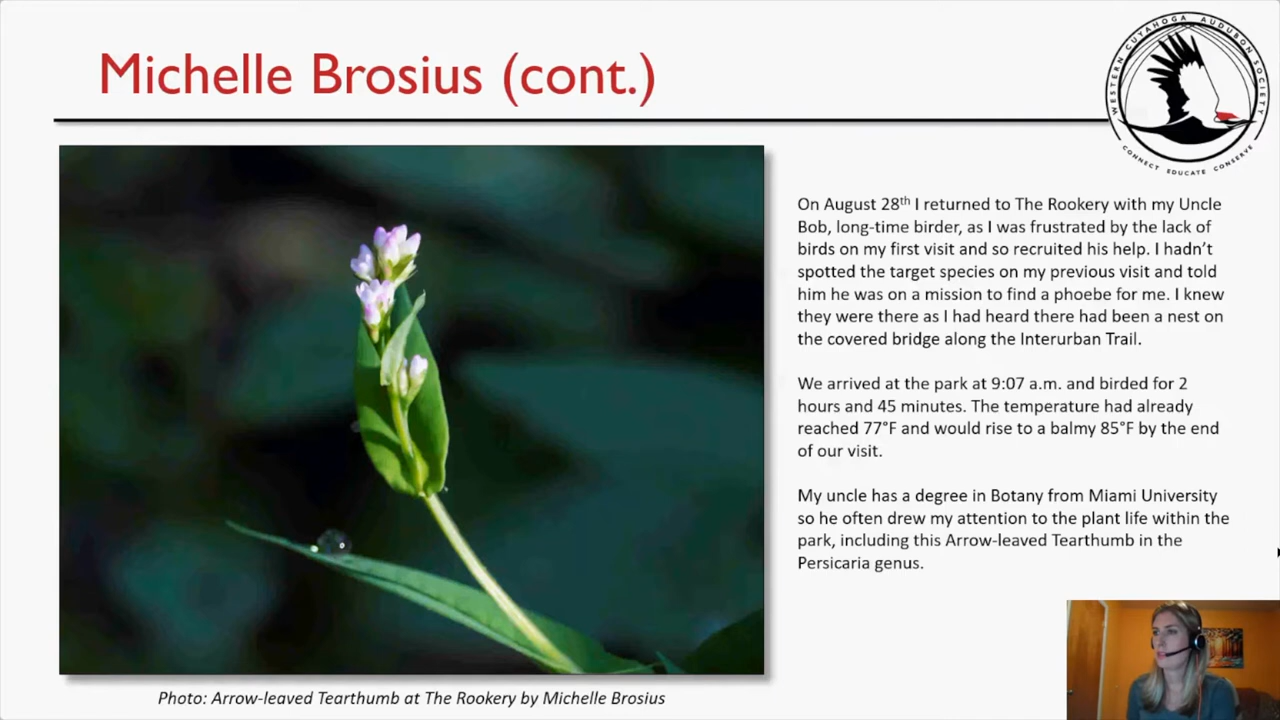 Michelle Brosius (cont.)
WESTERN CUYAHOGA AUDUBON SOCIETY
CONNECT EDUCATE CONSERVE
On August 28th I returned to The Rookery with my Uncle
Bob, long-time birder, as I was frustrated by the lack of
birds on my first visit and so recruited his help. I hadn’t
spotted the target species on my previous visit and told
him he was on a mission to find a phoebe for me. I knew
they were there as I had heard there had been a nest on
the covered bridge along the Interurban Trail.
We arrived at the park at 9:07 a.m. and birded for 2
hours and 45 minutes. The temperature had already
reached 77°F and would rise to a balmy 85°F by the end
of our visit.
My uncle has a degree in Botany from Miami University
so he often drew my attention to the plant life within the
park, including this Arrow-leaved Tearthumb in the
Persicaria genus.
Photo: Arrow-leaved Tearthumb at The Rookery by Michelle Brosius